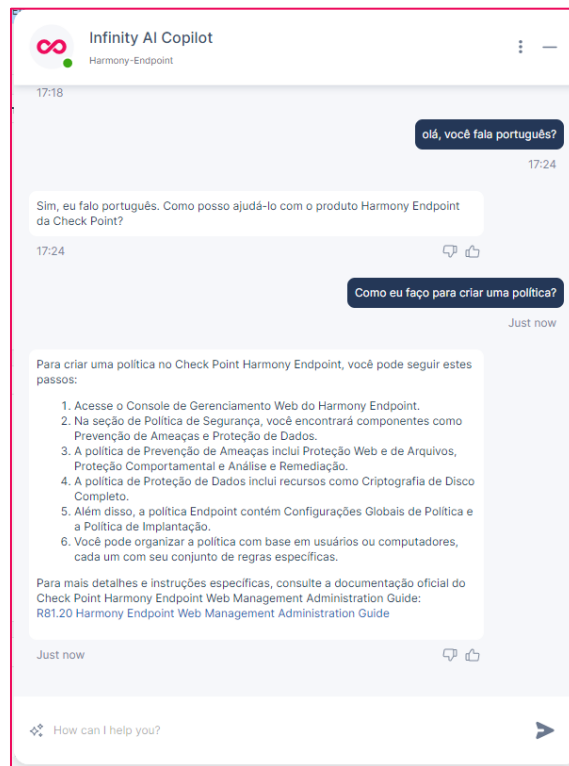 Infinity AI Copilot
Harmony-Endpoint
17:18
olá, você fala português?
17:24
Sim, eu falo português. Como posso ajudá-lo com o produto Harmony Endpoint
da Check Point?
17:24
Como eu faço para criar uma política?
Just now
Para criar uma política no Check Point Harmony Endpoint, você pode seguir estes
passos:
1. Acesse o Console de Gerenciamento Web do Harmony Endpoint.
2. Na seção de Política de Segurança, você encontrará componentes como
Prevenção de Ameaças e Proteção de Dados.
3. A política de Prevenção de Ameaças inclui Proteção Web e de Arquivos,
Proteção Comportamental e Análise e Remediação.
4. A política de Proteção de Dados inclui recursos como Criptografia de Disco
Completo.
5. Além disso, a política Endpoint contém Configurações Globais de Política e
a Política de Implantação.
6. Você pode organizar a política com base em usuários ou computadores,
cada um com seu conjunto de regras específicas.
Para mais detalhes e instruções específicas, consulte a documentação oficial do
Check Point Harmony Endpoint Web Management Administration Guide:
R81.20 Harmony Endpoint Web Management Administration Guide
Just now
How can I help you?